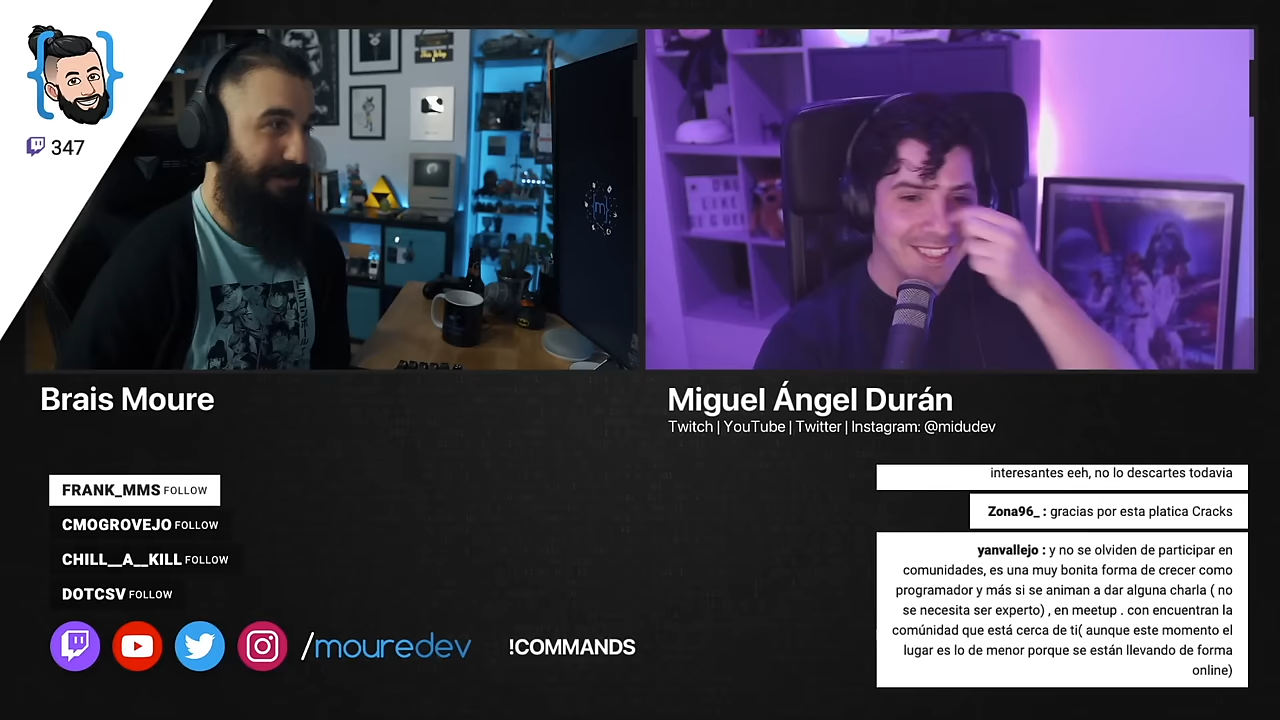 347
Brais Moure
Miguel Ángel Durán
Twitch | YouTube | Twitter | Instagram: @midudev
FRANK_MMS FOLLOW
CMOGROVEJO FOLLOW
CHILL__A__KILL FOLLOW
DOTCSV FOLLOW
/mouredev
!COMMANDS
interesantes eeh, no lo descartes todavia
Zona96_ : gracias por esta platica Cracks
yanvallejo : y no se olviden de participar en
comunidades, es una muy bonita forma de crecer como
programador y más si se animan a dar alguna charla ( no
se necesita ser experto) , en meetup . con encuentran la
comúnidad que está cerca de ti( aunque este momento el
lugar es lo de menor porque se están llevando de forma
online)